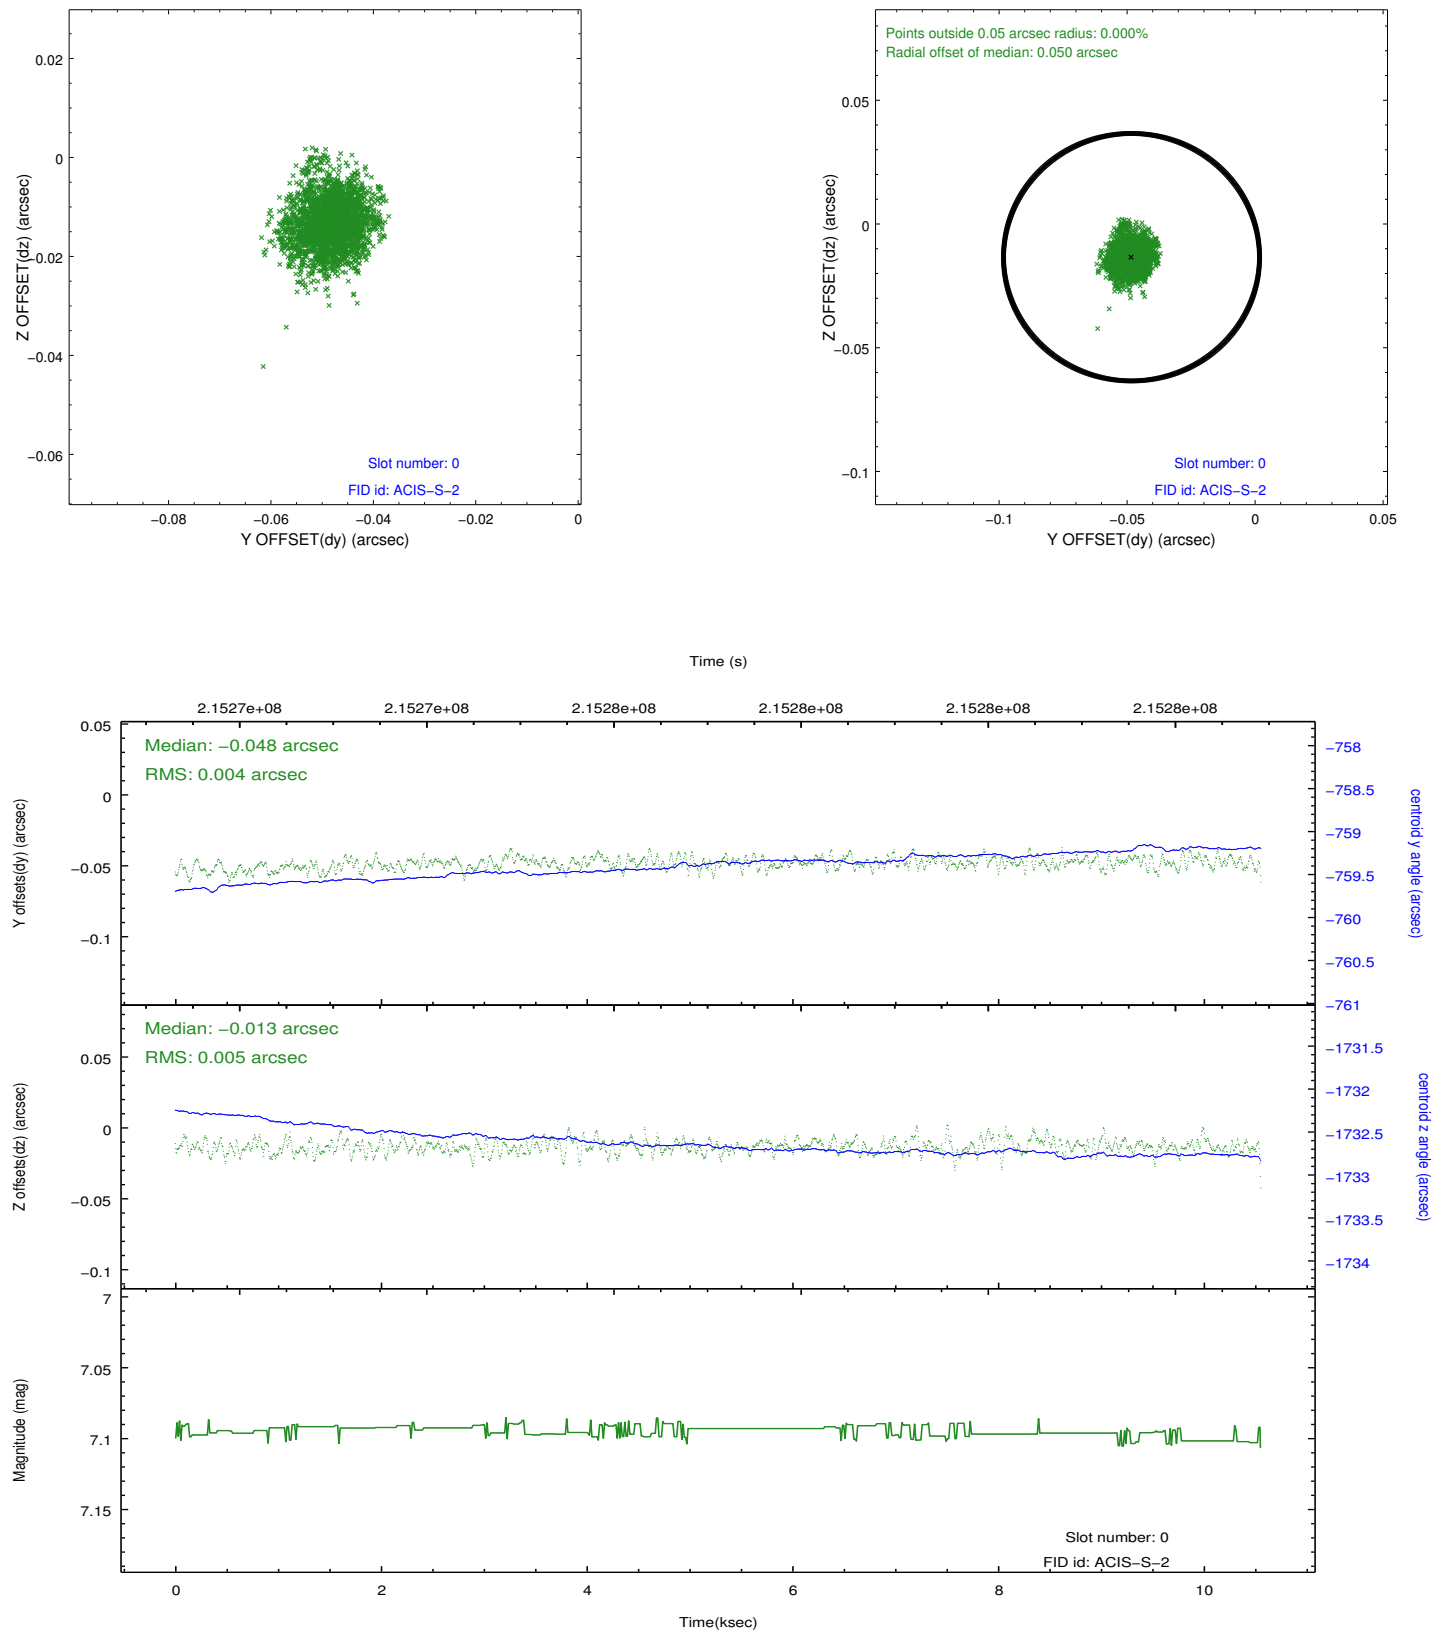 0.02
0
−0.02
−0.04
−0.06
Z OFFSET(dz) (arcsec)
Slot number: 0
FID id: ACIS−S−2
−0.08
−0.06
−0.04
−0.02
0
Y OFFSET(dy) (arcsec)
Points outside 0.05 arcsec radius: 0.000%
Radial offset of median: 0.050 arcsec
0.05
0
−0.05
−0.1
Z OFFSET(dz) (arcsec)
Slot number: 0
FID id: ACIS−S−2
−0.1
−0.05
0
0.05
Y OFFSET(dy) (arcsec)
Time (s)
2.1527e+08
2.1527e+08
2.1528e+08
2.1528e+08
2.1528e+08
2.1528e+08
Median: −0.048 arcsec
RMS: 0.004 arcsec
0.05
0
−0.05
−0.1
Y offsets(dy) (arcsec)
−758
−758.5
−759
−759.5
−760
−760.5
−761
centroid y angle (arcsec)
Median: −0.013 arcsec
RMS: 0.005 arcsec
0.05
0
−0.05
−0.1
Z offsets(dz) (arcsec)
−1731.5
−1732
−1732.5
−1733
−1733.5
−1734
centroid z angle (arcsec)
7
7.05
7.1
7.15
Magnitude (mag)
Slot number: 0
FID id: ACIS−S−2
0
2
4
6
8
10
Time(ksec)